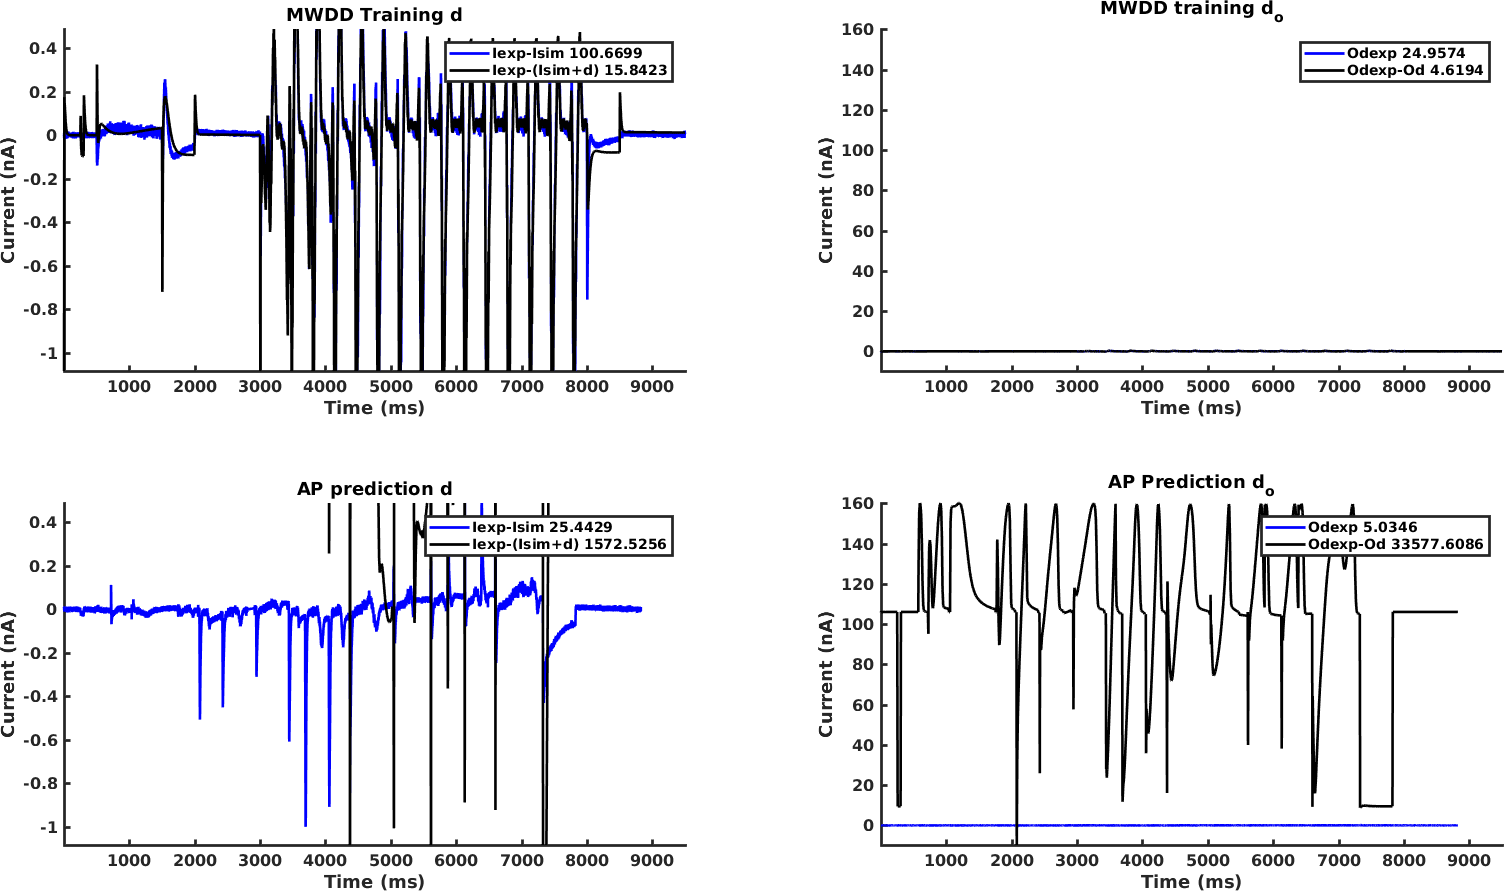 MWDD Training d
Current (nA)
0.4
0.2
0
-0.2
-0.4
-0.6
-0.8
-1
Iexp-Isim 100.6699
Iexp-(Isim+d) 15.8423
1000 2000 3000 4000 5000 6000 7000 8000 9000
Time (ms)
MWDD training do
Current (nA)
160
140
120
100
80
60
40
20
0
Odexp 24.9574
Odexp-Od 4.6194
1000 2000 3000 4000 5000 6000 7000 8000 9000
Time (ms)
AP prediction d
Current (nA)
0.4
0.2
0
-0.2
-0.4
-0.6
-0.8
-1
Iexp-Isim 25.4429
Iexp-(Isim+d) 1572.5256
1000 2000 3000 4000 5000 6000 7000 8000 9000
Time (ms)
AP Prediction do
Current (nA)
160
140
120
100
80
60
40
20
0
Odexp 5.0346
Odexp-Od 33577.6086
1000 2000 3000 4000 5000 6000 7000 8000 9000
Time (ms)